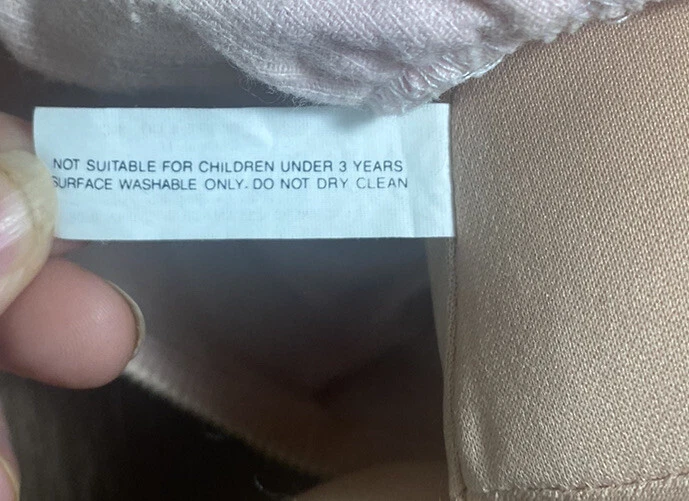 NOT SUITABLE FOR CHILDREN UNDER 3 YEARS
SURFACE WASHABLE ONLY. DO NOT DRY CLEAN